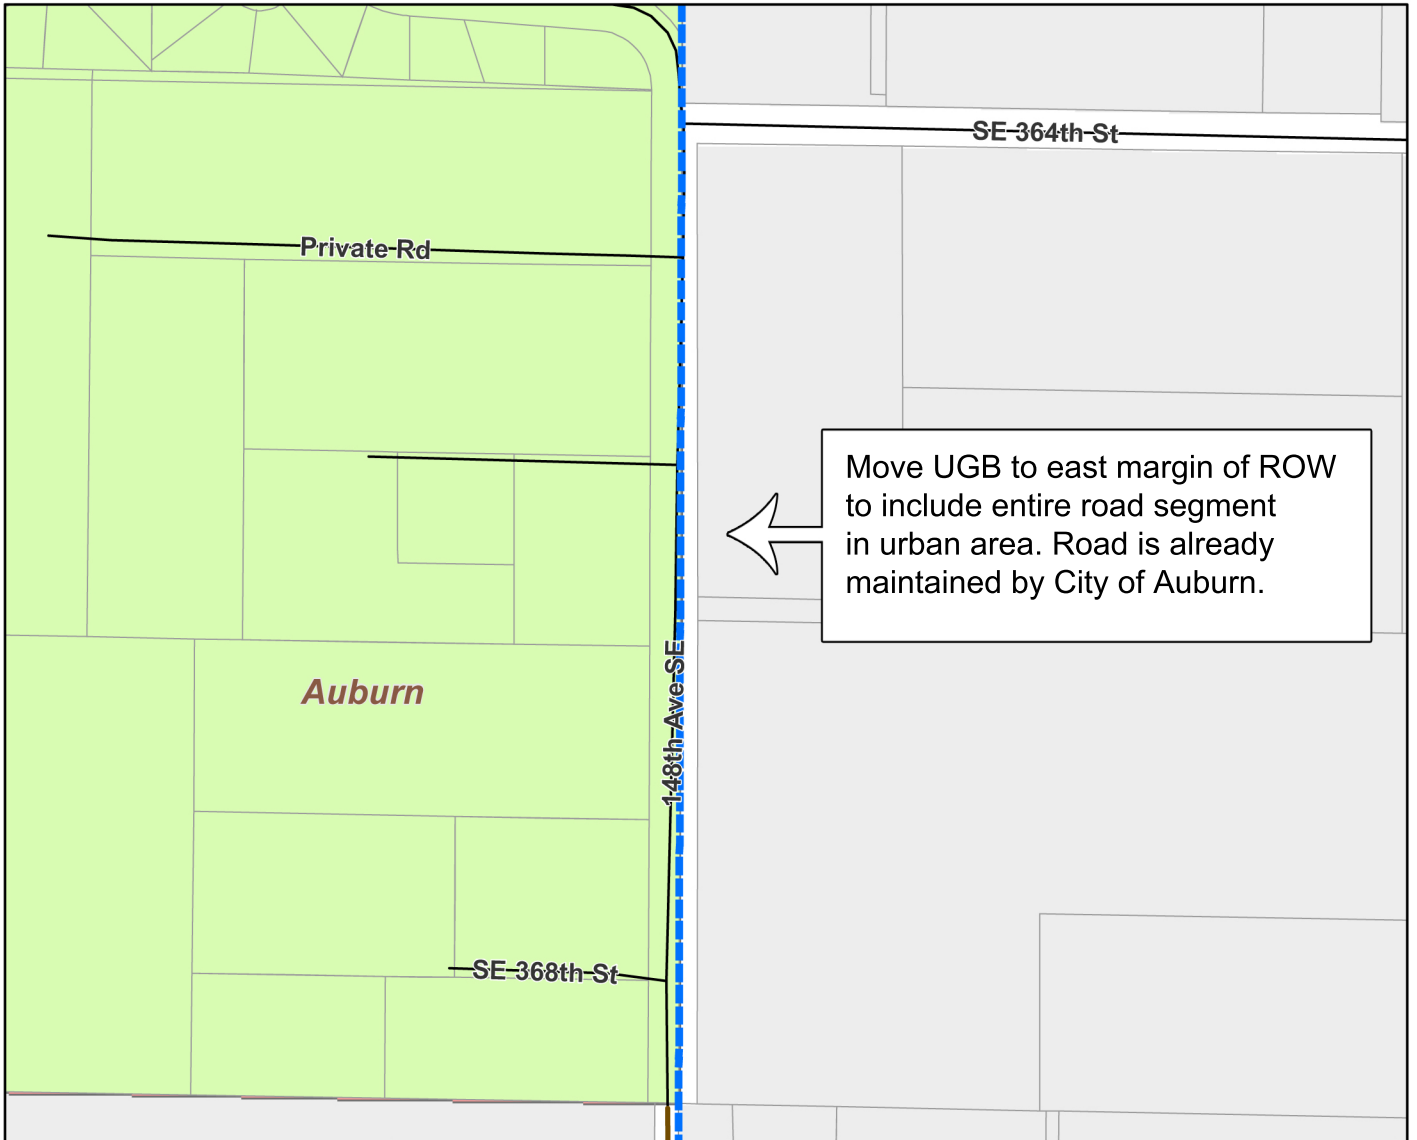 SE 364th St
Private Rd
Move UGB to east margin of ROW
to include entire road segment
in urban area. Road is already
maintained by City of Auburn.
Auburn
148th Ave SE
SE 368th St